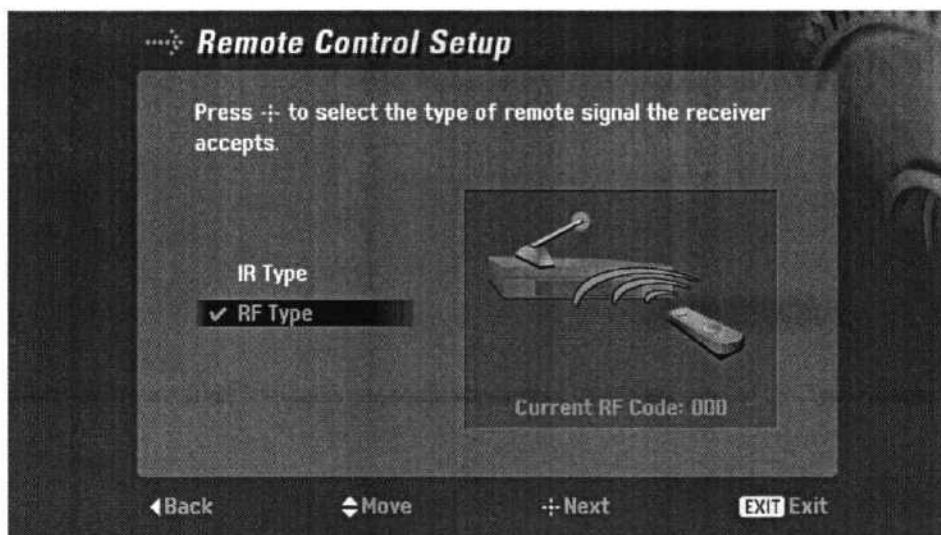 Remote Control Setup
Press -:- to select the type of remote signal the receiver
accepts.
IR Type
✓ RF Type
Current RF Code: 000
Back
Move
Next
EXIT Exit